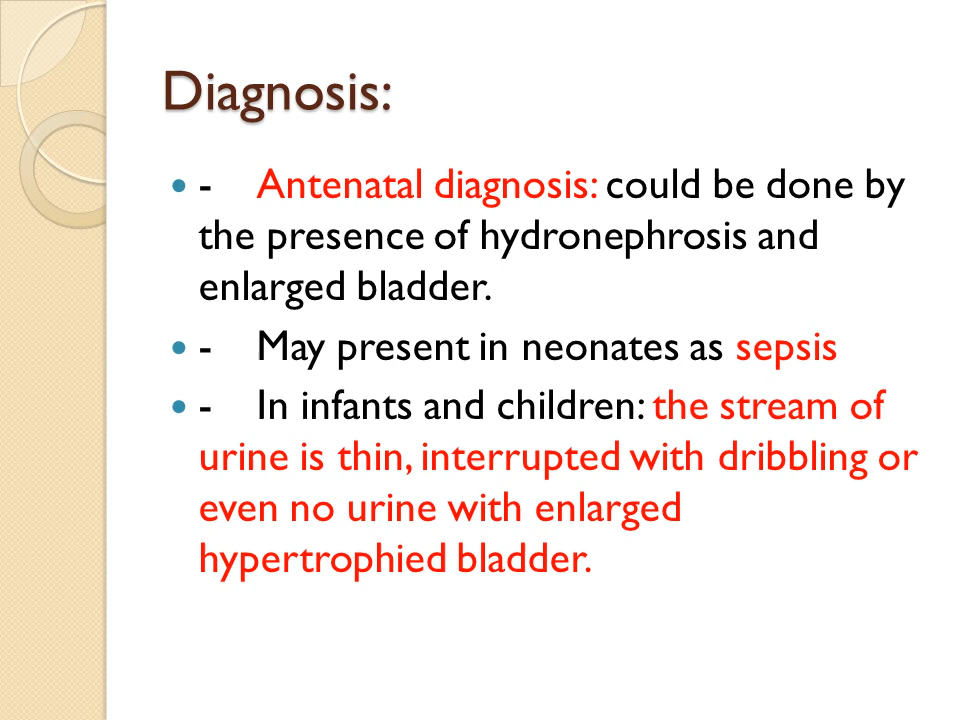 Diagnosis:
• - Antenatal diagnosis: could be done by
the presence of hydronephrosis and
enlarged bladder.
• - May present in neonates as sepsis
• - In infants and children: the stream of
urine is thin, interrupted with dribbling or
even no urine with enlarged
hypertrophied bladder.